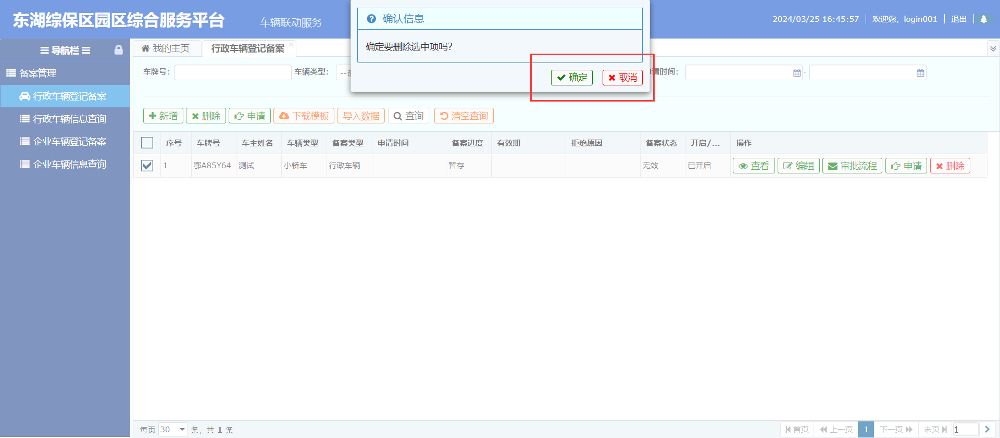 东湖综保区园区综合服务平台
车辆联动服务
2024/03/25 16:45:57
欢迎您，login001
退出
确认信息
确定要删除选中项吗?
确定
取消
导航栏
备案管理
行政车辆登记备案
行政车辆信息查询
企业车辆登记备案
企业车辆信息查询
我的主页
行政车辆登记备案
车牌号：
车辆类型：
请时间：
-
新增
删除
申请
下载模板
导入数据
查询
清空查询
序号 车牌号 车主姓名 车辆类型 备案类型 申请时间 备案进度 有效期 拒绝原因 备案状态 开启/... 操作
1 鄂A85Y64 测试 小轿车 行政车辆 暂存 无效 已开启 查看 编辑 审批流程 申请 删除
每页 30 条，共 1 条
首页 上一页 1 下一页 末页 1